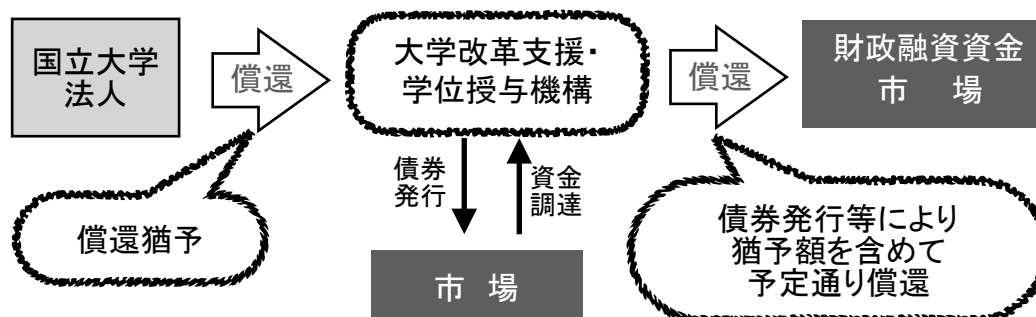 国立大学
法人
償還
大学改革支援・
学位授与機構
償還
財政融資資金
市　場
債券
発行
資金
調達
償還猶予
市　場
債券発行等により
猶予額を含めて
予定通り償還